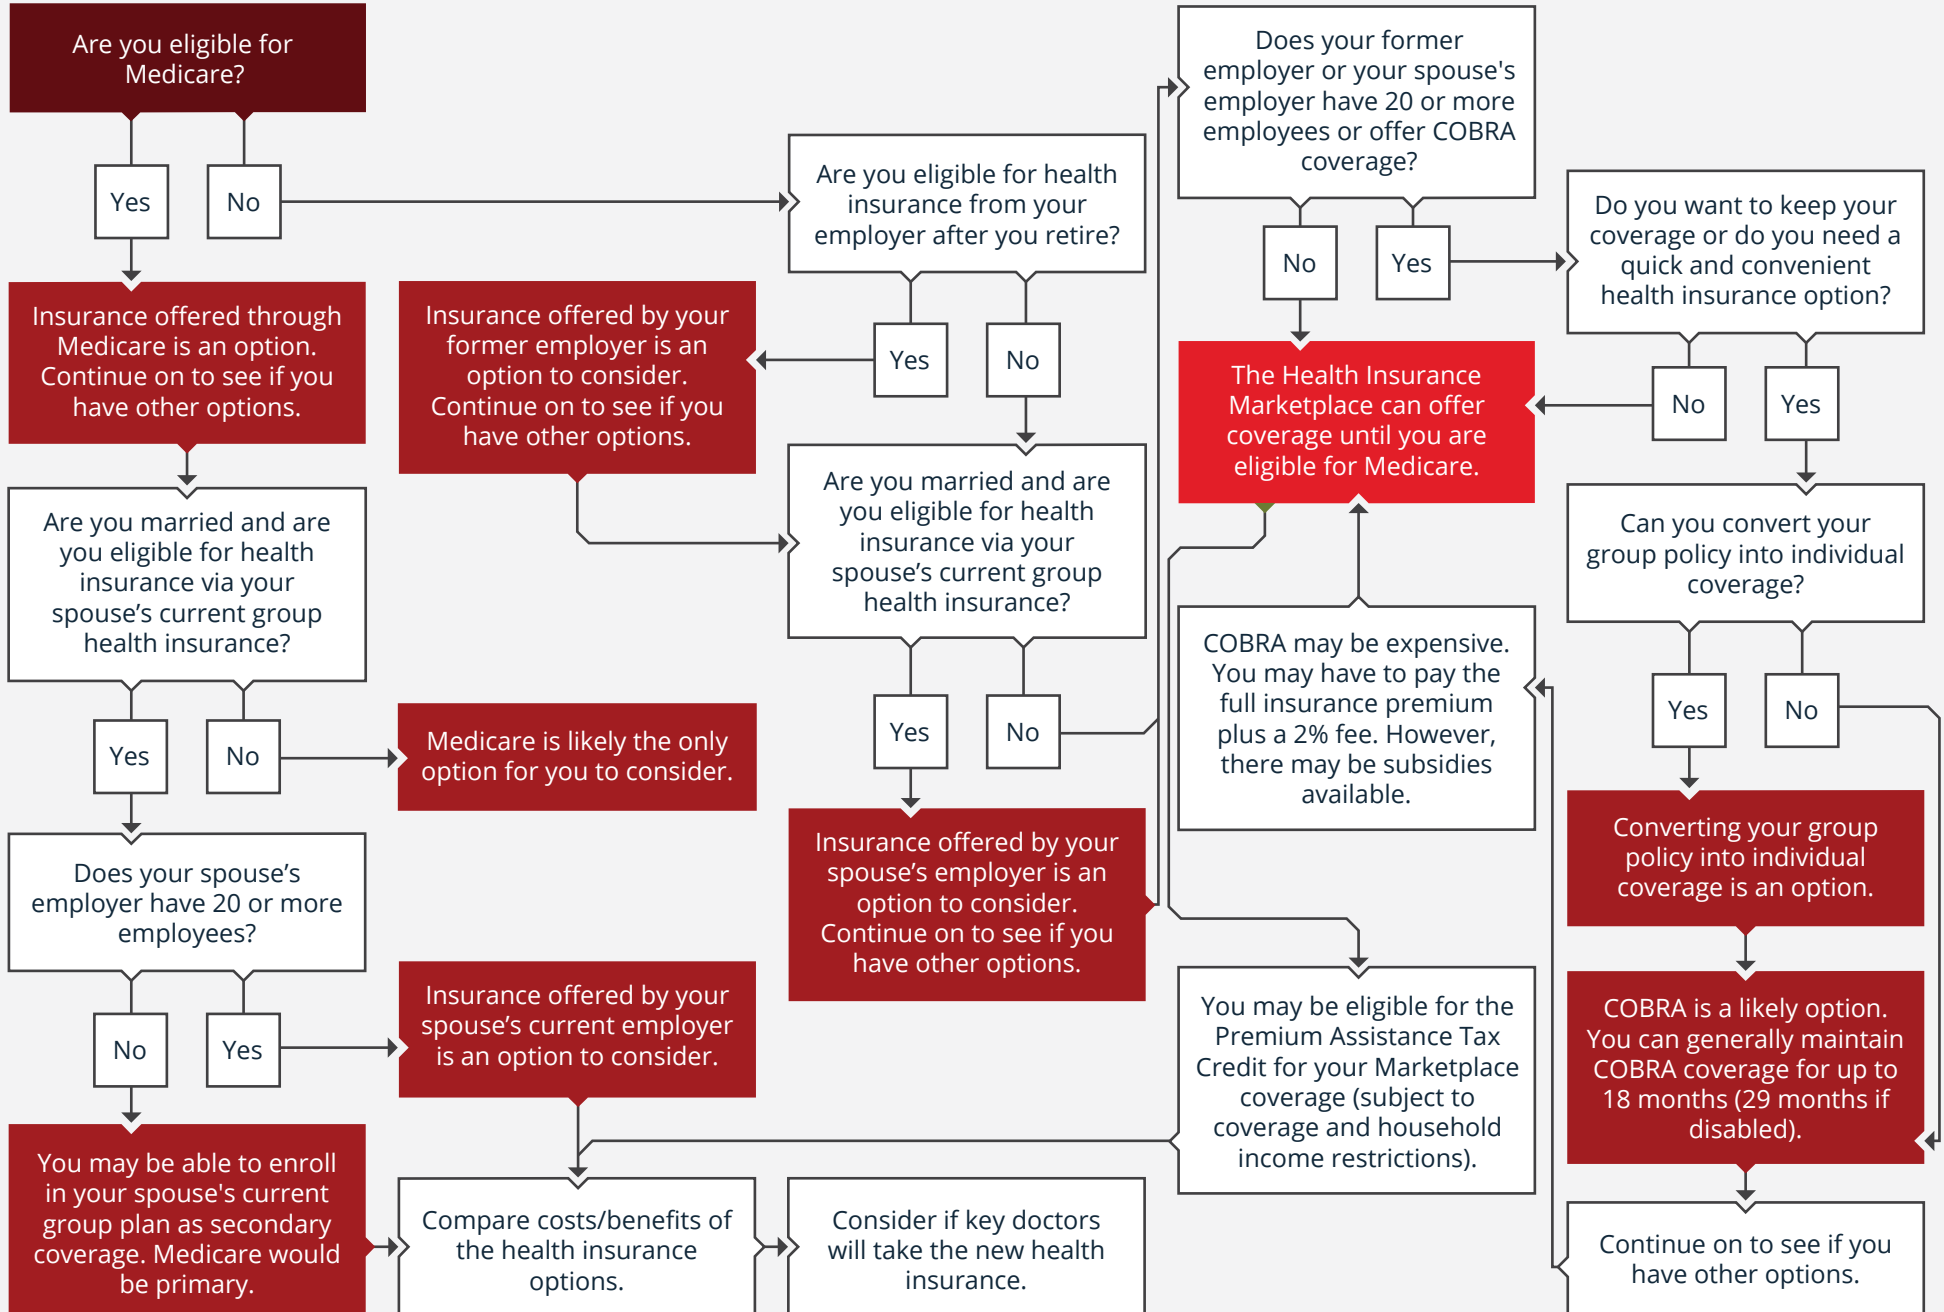 Are you eligible for
Medicare?
Yes
No
Insurance offered through
Medicare is an option.
Continue on to see if you
have other options.
Are you married and are
you eligible for health
insurance via your
spouse’s current group
health insurance?
Yes
No
Medicare is likely the only
option for you to consider.
Does your spouse’s
employer have 20 or more
employees?
No
Yes
Insurance offered by your
spouse’s current employer
is an option to consider.
You may be able to enroll
in your spouse's current
group plan as secondary
coverage. Medicare would
be primary.
Compare costs/benefits of
the health insurance
options.
Consider if key doctors
will take the new health
insurance.
Are you eligible for health
insurance from your
employer after you retire?
Yes
No
Insurance offered by your
former employer is an
option to consider.
Continue on to see if you
have other options.
Are you married and are
you eligible for health
insurance via your
spouse’s current group
health insurance?
Yes
No
Insurance offered by your
spouse’s employer is an
option to consider.
Continue on to see if you
have other options.
Does your former
employer or your spouse's
employer have 20 or more
employees or offer COBRA
coverage?
No
Yes
The Health Insurance
Marketplace can offer
coverage until you are
eligible for Medicare.
COBRA may be expensive.
You may have to pay the
full insurance premium
plus a 2% fee. However,
there may be subsidies
available.
You may be eligible for the
Premium Assistance Tax
Credit for your Marketplace
coverage (subject to
coverage and household
income restrictions).
Do you want to keep your
coverage or do you need a
quick and convenient
health insurance option?
No
Yes
Can you convert your
group policy into individual
coverage?
Yes
No
Converting your group
policy into individual
coverage is an option.
COBRA is a likely option.
You can generally maintain
COBRA coverage for up to
18 months (29 months if
disabled).
Continue on to see if you
have other options.